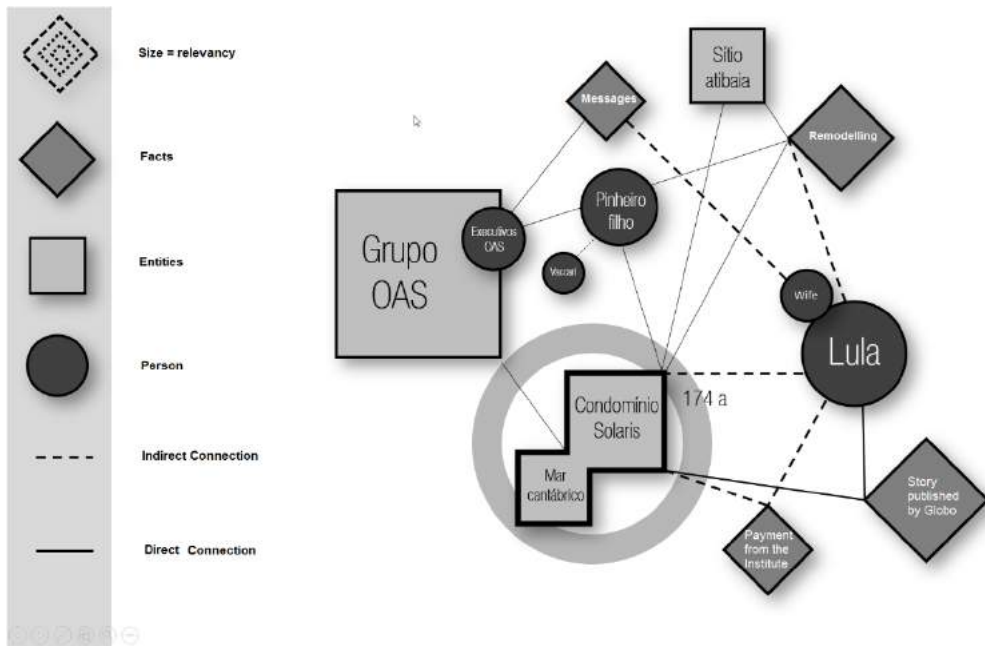 Size = relevancy
Facts
Entities
Person
Indirect Connection
Direct Connection
Messages
Sítio
atibaia
Remodelling
Pinheiro
filho
Executivos
OAS
Grupo
OAS
Vaccari
Wife
Lula
174 a
Condomínio
Solaris
Mar
cantábrico
Story
published
by Globo
Payment
from the
Institute